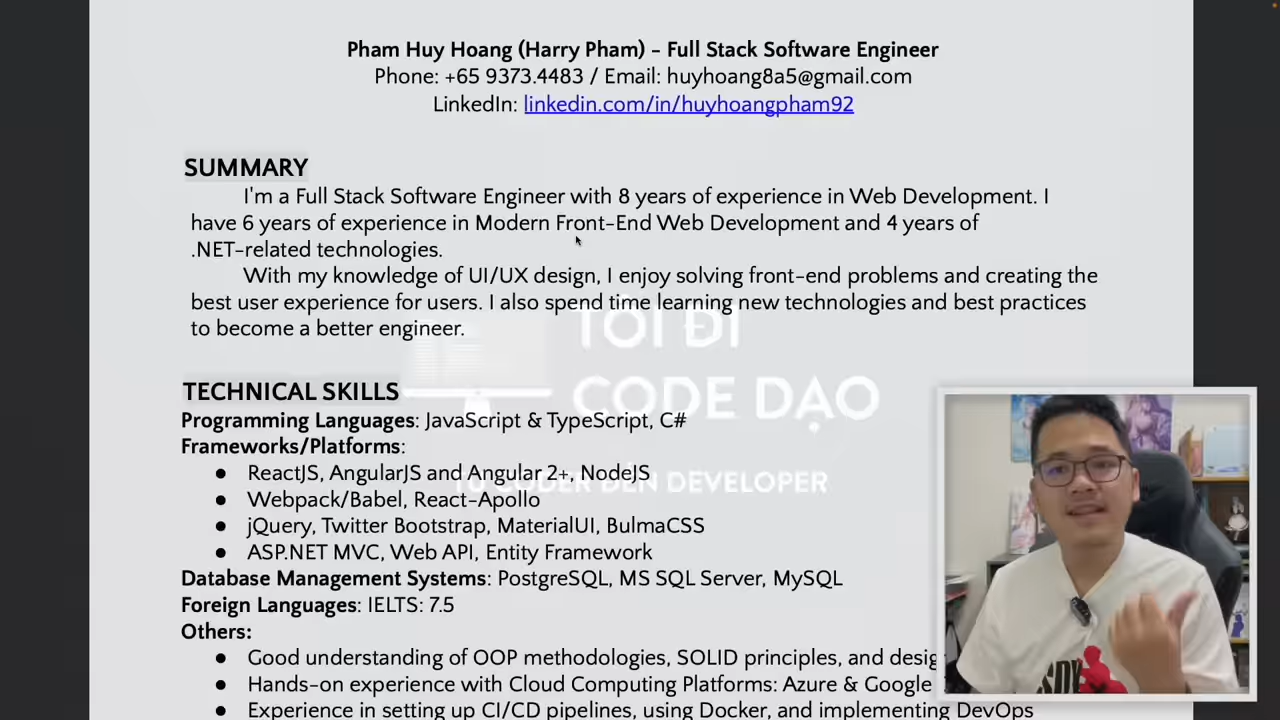 Pham Huy Hoang (Harry Pham) - Full Stack Software Engineer
Phone: +65 9373.4483 / Email: huyhoang8a5@gmail.com
LinkedIn: linkedin.com/in/huyhoangpham92
SUMMARY
I'm a Full Stack Software Engineer with 8 years of experience in Web Development. I
have 6 years of experience in Modern Front-End Web Development and 4 years of
.NET-related technologies.
With my knowledge of UI/UX design, I enjoy solving front-end problems and creating the
best user experience for users. I also spend time learning new technologies and best practices
to become a better engineer.
TÔI ĐI
CODE DẠO
TỪ CODER ĐẾN DEVELOPER
TECHNICAL SKILLS
Programming Languages: JavaScript & TypeScript, C#
Frameworks/Platforms:
● ReactJS, AngularJS and Angular 2+, NodeJS
● Webpack/Babel, React-Apollo
● jQuery, Twitter Bootstrap, MaterialUI, BulmaCSS
● ASP.NET MVC, Web API, Entity Framework
Database Management Systems: PostgreSQL, MS SQL Server, MySQL
Foreign Languages: IELTS: 7.5
Others:
● Good understanding of OOP methodologies, SOLID principles, and desig
● Hands-on experience with Cloud Computing Platforms: Azure & Google
● Experience in setting up CI/CD pipelines, using Docker, and implementing DevOps